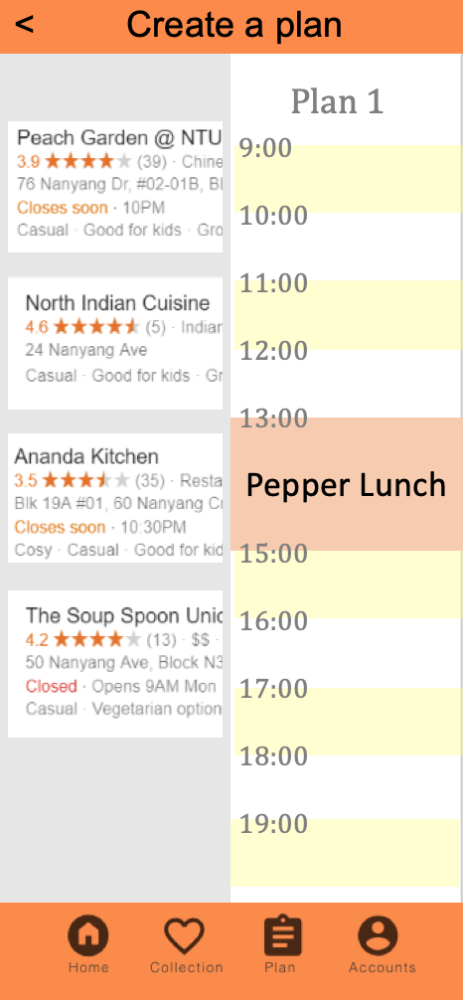 < Create a plan
Peach Garden @ NTU
3.9 (39) · Chine
76 Nanyang Dr, #02-01B, Bl
Closes soon · 10PM
Casual · Good for kids · Gro
North Indian Cuisine
4.6 (5) · Indian
24 Nanyang Ave
Casual · Good for kids · Gr
Ananda Kitchen
3.5 (35) · Resta
Blk 19A #01, 60 Nanyang Cr
Closes soon · 10:30PM
Cosy · Casual · Good for kid
The Soup Spoon Unio
4.2 (13) · $$ ·
50 Nanyang Ave, Block N3
Closed · Opens 9AM Mon
Casual · Vegetarian option
Plan 1
9:00
10:00
11:00
12:00
13:00
Pepper Lunch
15:00
16:00
17:00
18:00
19:00
Home Collection Plan Accounts